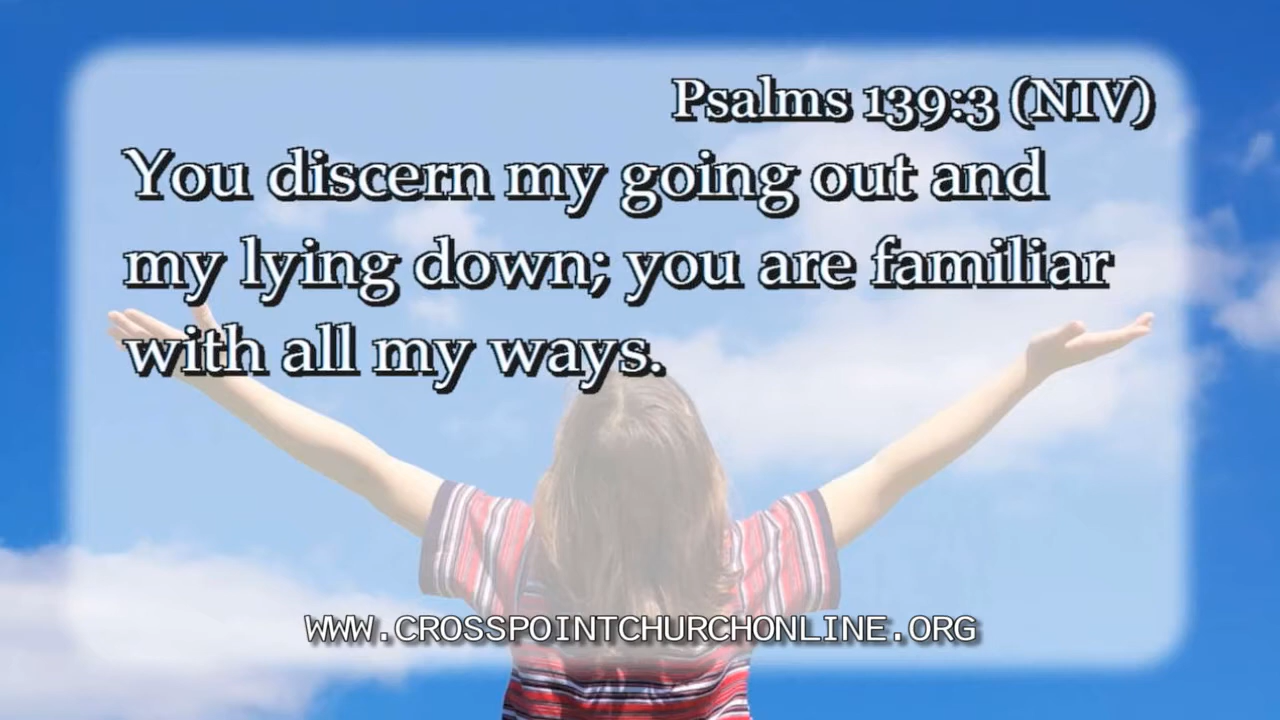 Psalms 139:3 (NIV)
You discern my going out and
my lying down; you are familiar
with all my ways.
WWW.CROSSPOINTCHURCHONLINE.ORG